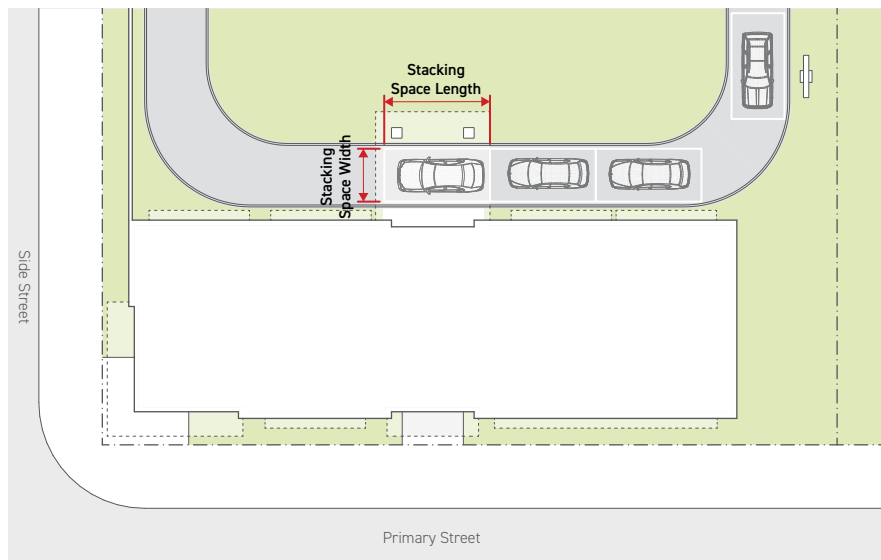 Stacking
Space Length
Stacking
Space Width
Side Street
Primary Street